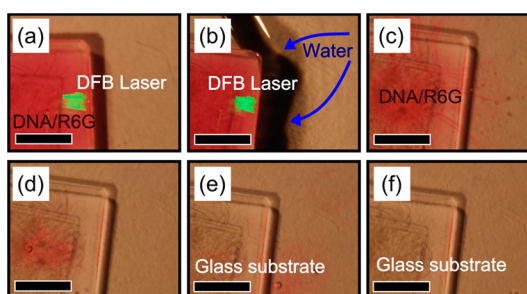 (a)
DFB Laser
DNA/R6G
(b)
Water
DFB Laser
(c)
DNA/R6G
(d)
(e)
Glass substrate
(f)
Glass substrate